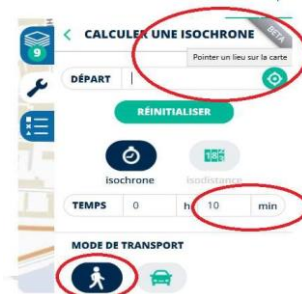 9
< CALCULER UNE ISOCHRONE
BETA
Pointer un lieu sur la carte
DÉPART
RÉINITIALISER
isochrone isodistance
TEMPS 0 h 10 min
MODE DE TRANSPORT